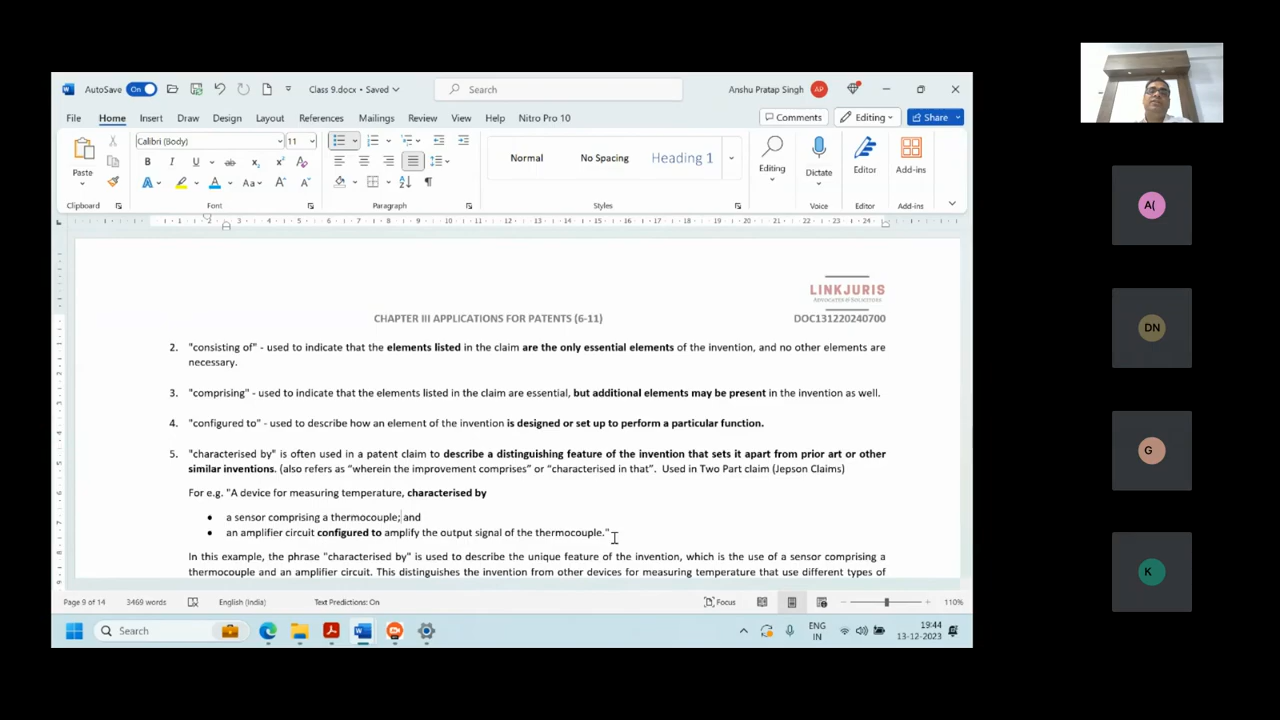 AutoSave On Class 9.docx • Saved Search Anshu Pratap Singh AP
File Home Insert Draw Design Layout References Mailings Review View Help Nitro Pro 10 Comments Editing Share
Calibri (Body) 11
Paste Normal No Spacing Heading 1 Editing Dictate Editor Add-ins
Clipboard Font Paragraph Styles Voice Editor Add-ins
LINKJURIS
ADVOCATES & SOLICITORS
CHAPTER III APPLICATIONS FOR PATENTS (6-11) DOC131220240700
2. "consisting of" - used to indicate that the elements listed in the claim are the only essential elements of the invention, and no other elements are
necessary.
3. "comprising" - used to indicate that the elements listed in the claim are essential, but additional elements may be present in the invention as well.
4. "configured to" - used to describe how an element of the invention is designed or set up to perform a particular function.
5. "characterised by" is often used in a patent claim to describe a distinguishing feature of the invention that sets it apart from prior art or other
similar inventions. (also refers as “wherein the improvement comprises” or “characterised in that”. Used in Two Part claim (Jepson Claims)
For e.g. "A device for measuring temperature, characterised by
• a sensor comprising a thermocouple; and
• an amplifier circuit configured to amplify the output signal of the thermocouple."
In this example, the phrase "characterised by" is used to describe the unique feature of the invention, which is the use of a sensor comprising a
thermocouple and an amplifier circuit. This distinguishes the invention from other devices for measuring temperature that use different types of
Page 9 of 14 3469 words English (India) Text Predictions: On Focus 110%
Search ENG IN 19:44 13-12-2023
A(
DN
G
K